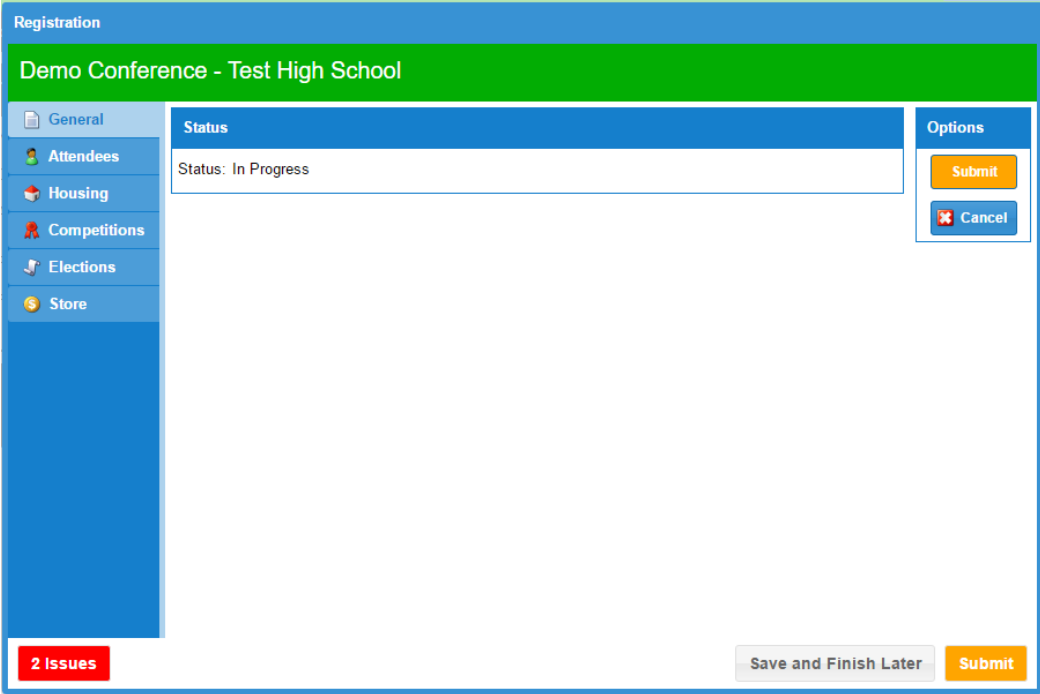 Registration
Demo Conference - Test High School
General
Attendees
Housing
Competitions
Elections
Store
Status
Status: In Progress
Options
Submit
Cancel
2 Issues
Save and Finish Later
Submit